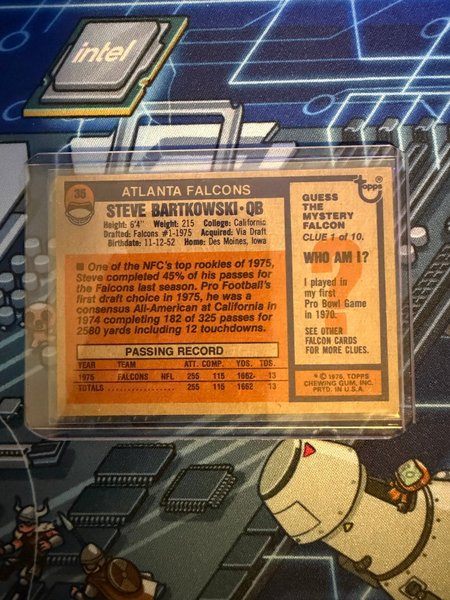 intel
36
ATLANTA FALCONS
STEVE BARTKOWSKI • QB
Height: 6'4" Weight: 215 College: California
Drafted: Falcons #1-1975 Acquired: Via Draft
Birthdate: 11-12-52 Home: Des Moines, Iowa
• One of the NFC's top rookies of 1975,
Steve completed 45% of his passes for
the Falcons last season. Pro Football's
first draft choice in 1975, he was a
consensus All-American at California in
1974 completing 182 of 325 passes for
2580 yards including 12 touchdowns.
PASSING RECORD
YEAR TEAM ATT. COMP. YDS. TDS.
1975 FALCONS NFL 255 115 1662 13
TOTALS 255 115 1662 13
topps®
GUESS
THE
MYSTERY
FALCON
CLUE 1 of 10.
WHO AM I?
I played in
my first
Pro Bowl Game
in 1970.
SEE OTHER
FALCON CARDS
FOR MORE CLUES.
* © 1976, TOPPS
CHEWING GUM, INC.
PRTD. IN U.S.A.